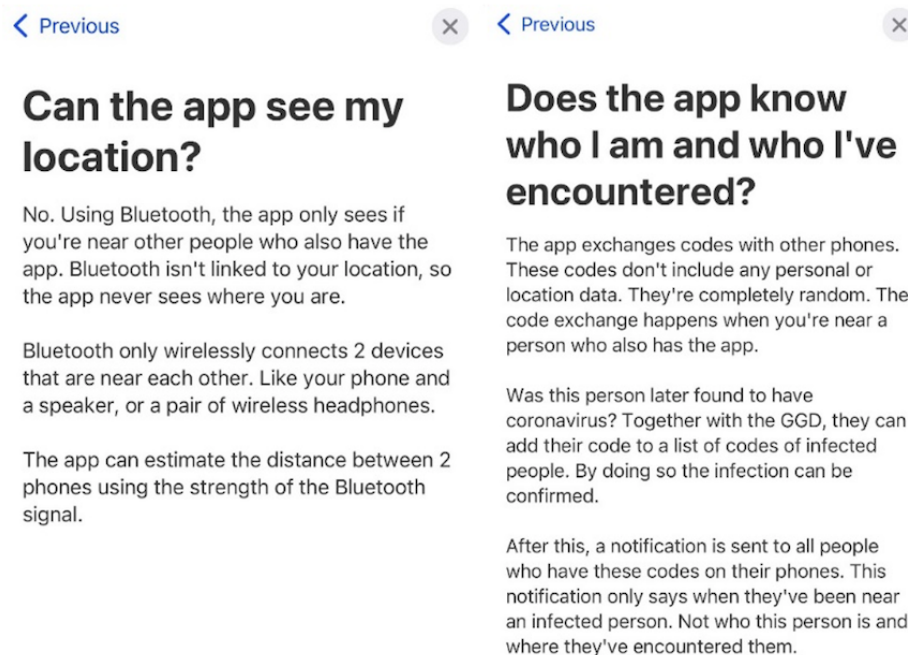 Previous
Can the app see my
location?
No. Using Bluetooth, the app only sees if
you're near other people who also have the
app. Bluetooth isn't linked to your location, so
the app never sees where you are.
Bluetooth only wirelessly connects 2 devices
that are near each other. Like your phone and
a speaker, or a pair of wireless headphones.
The app can estimate the distance between 2
phones using the strength of the Bluetooth
signal.
Previous
Does the app know
who I am and who I've
encountered?
The app exchanges codes with other phones.
These codes don't include any personal or
location data. They're completely random. The
code exchange happens when you're near a
person who also has the app.
Was this person later found to have
coronavirus? Together with the GGD, they can
add their code to a list of codes of infected
people. By doing so the infection can be
confirmed.
After this, a notification is sent to all people
who have these codes on their phones. This
notification only says when they've been near
an infected person. Not who this person is and
where they've encountered them.